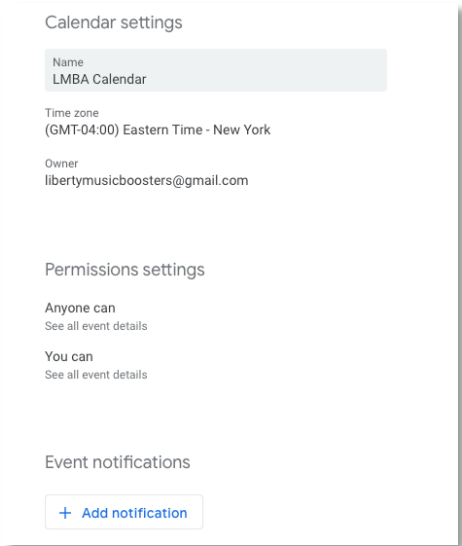 Calendar settings
Name
LMBA Calendar
Time zone
(GMT-04:00) Eastern Time - New York
Owner
libertymusicboosters@gmail.com
Permissions settings
Anyone can
See all event details
You can
See all event details
Event notifications
+ Add notification